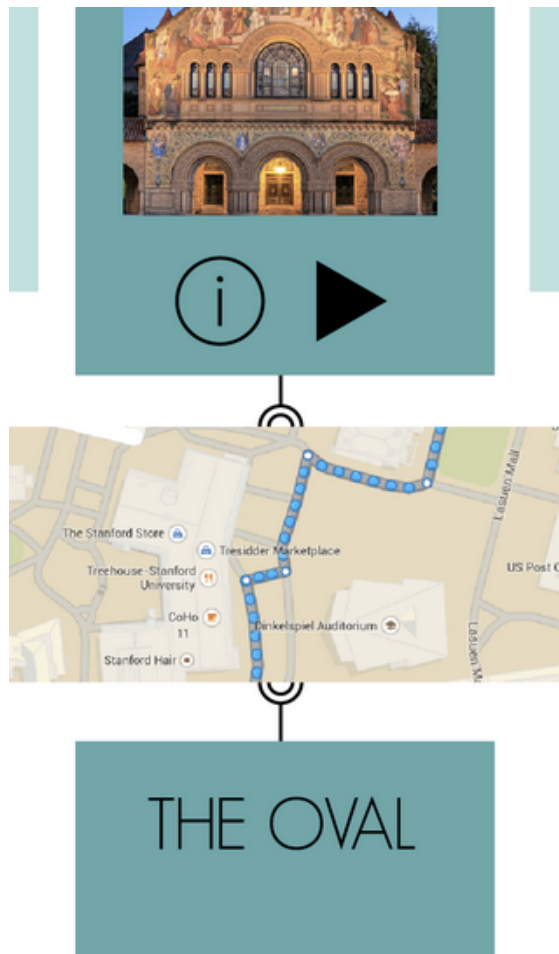 i
Lasuen Mall
The Stanford Store
Tresidder Marketplace
Treehouse-Stanford
University
US Post
CoHo
11
Dinkelspiel Auditorium
Stanford Hair
Lasuen
THE OVAL